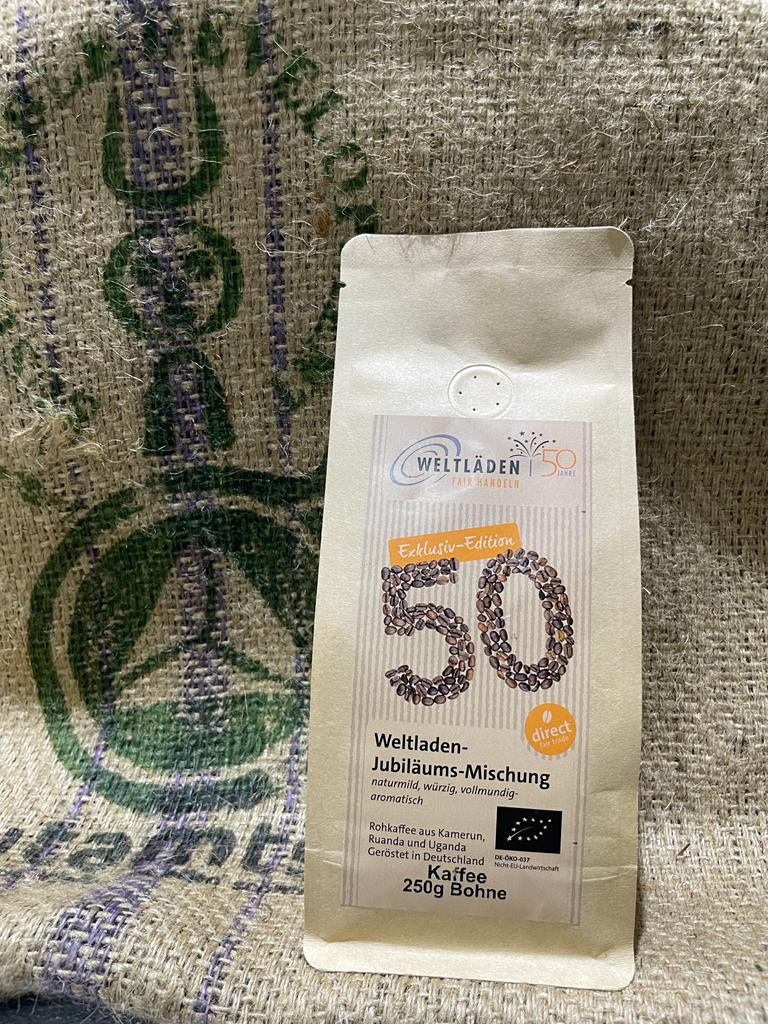 WELTLÄDEN | 50
JAHRE
FAIR HANDELN
Exklusiv-Edition
50
direct
fair trade
Weltladen-
Jubiläums-Mischung
naturmild, würzig, vollmundig-
aromatisch
Rohkaffee aus Kamerun,
Ruanda und Uganda
Geröstet in Deutschland
DE-ÖKO-037
Nicht-EU-Landwirtschaft
Kaffee
250g Bohne